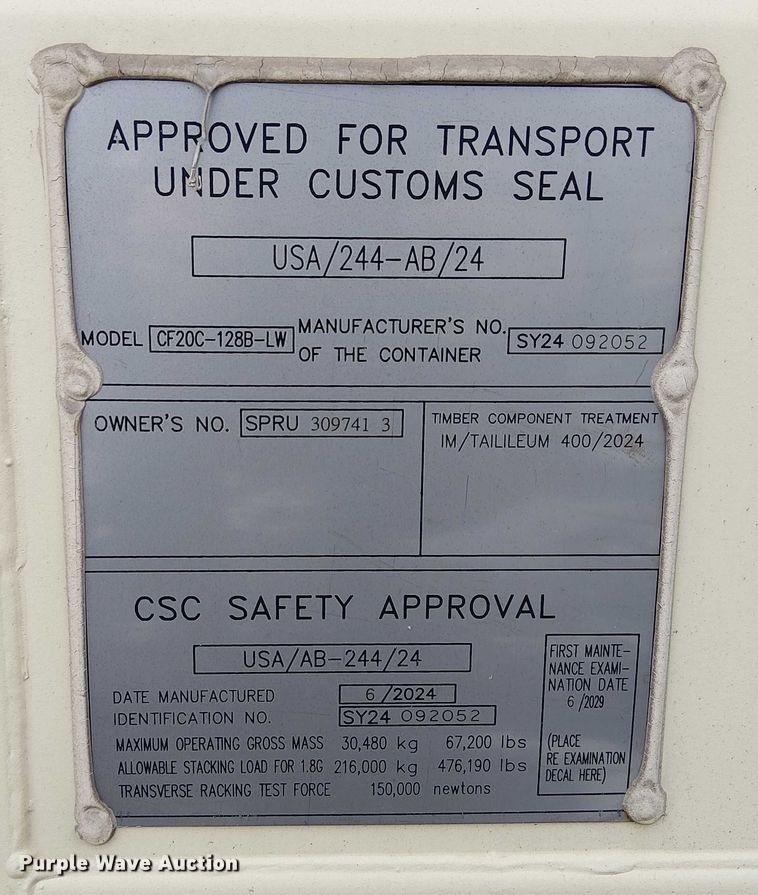 APPROVED FOR TRANSPORT
UNDER CUSTOMS SEAL
USA/244-AB/24
MODEL CF20C-128B-LW MANUFACTURER'S NO. OF THE CONTAINER SY24 092052
OWNER'S NO. SPRU 309741 3
TIMBER COMPONENT TREATMENT
IM/TAILILEUM 400/2024
CSC SAFETY APPROVAL
USA/AB-244/24
DATE MANUFACTURED 6 /2024
IDENTIFICATION NO. SY24 092052
MAXIMUM OPERATING GROSS MASS 30,480 kg 67,200 lbs
ALLOWABLE STACKING LOAD FOR 1.8G 216,000 kg 476,190 lbs
TRANSVERSE RACKING TEST FORCE 150,000 newtons
FIRST MAINTE-
NANCE EXAMI-
NATION DATE
6 /2029
(PLACE
RE EXAMINATION
DECAL HERE)
Purple Wave Auction